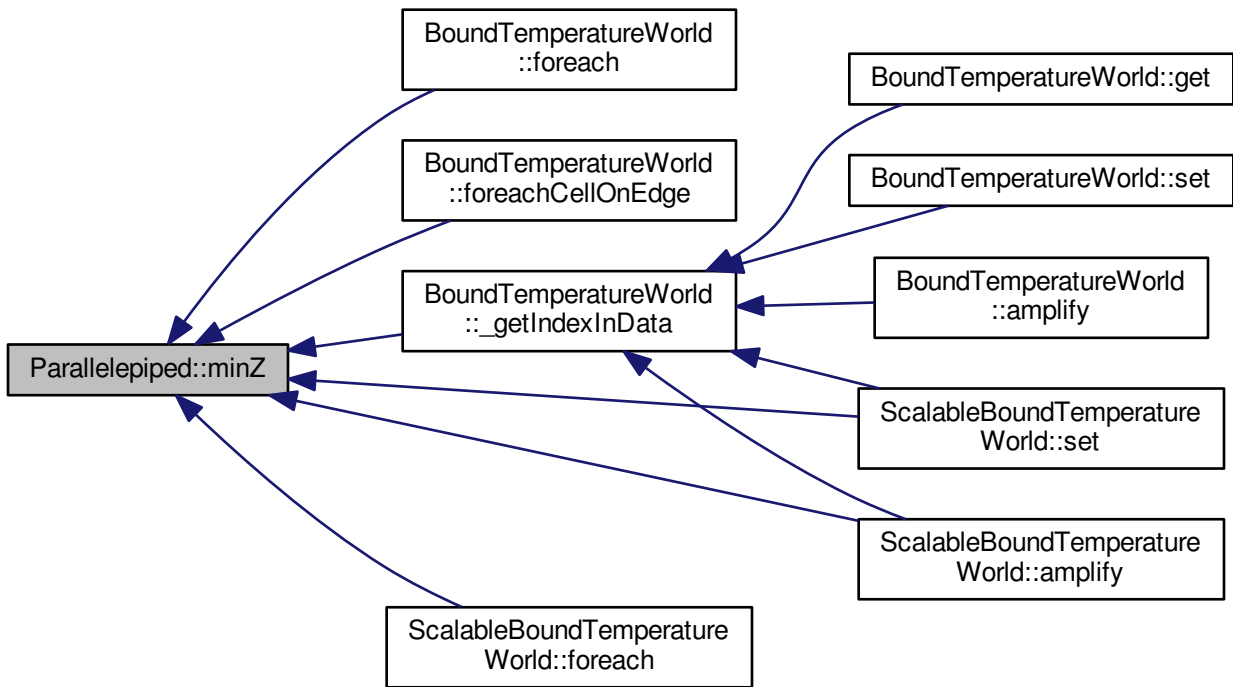 BoundTemperatureWorld
::foreach
BoundTemperatureWorld::get
BoundTemperatureWorld
::foreachCellOnEdge
BoundTemperatureWorld::set
BoundTemperatureWorld
::_getIndexInData
BoundTemperatureWorld
::amplify
Parallelepiped::minZ
ScalableBoundTemperature
World::set
ScalableBoundTemperature
World::amplify
ScalableBoundTemperature
World::foreach